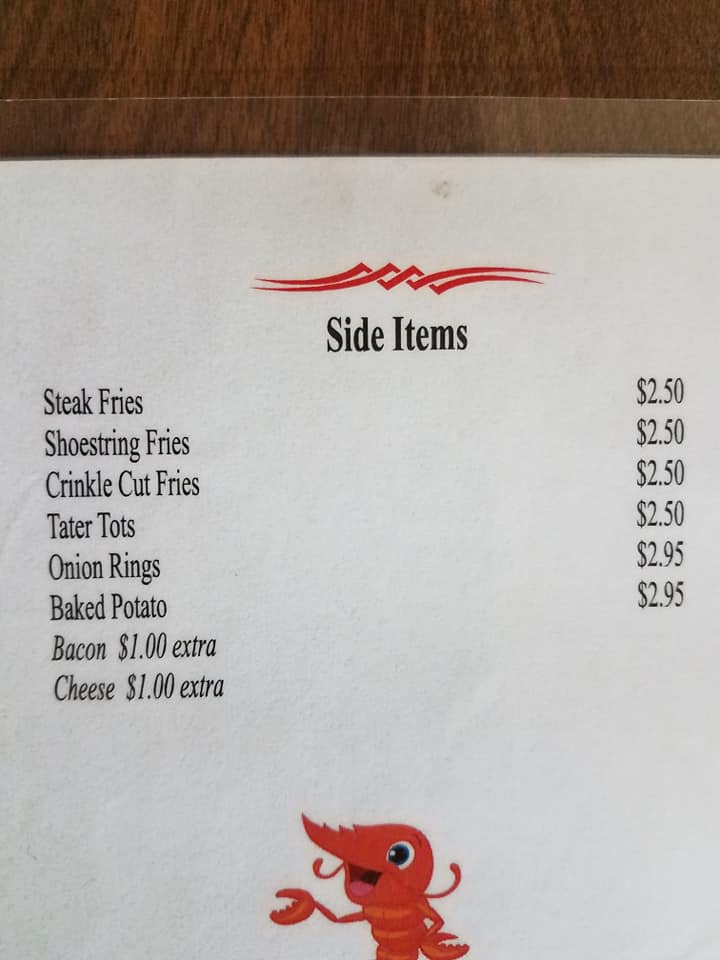 Side Items
Steak Fries $2.50
Shoestring Fries $2.50
Crinkle Cut Fries $2.50
Tater Tots $2.50
Onion Rings $2.95
Baked Potato $2.95
Bacon $1.00 extra
Cheese $1.00 extra